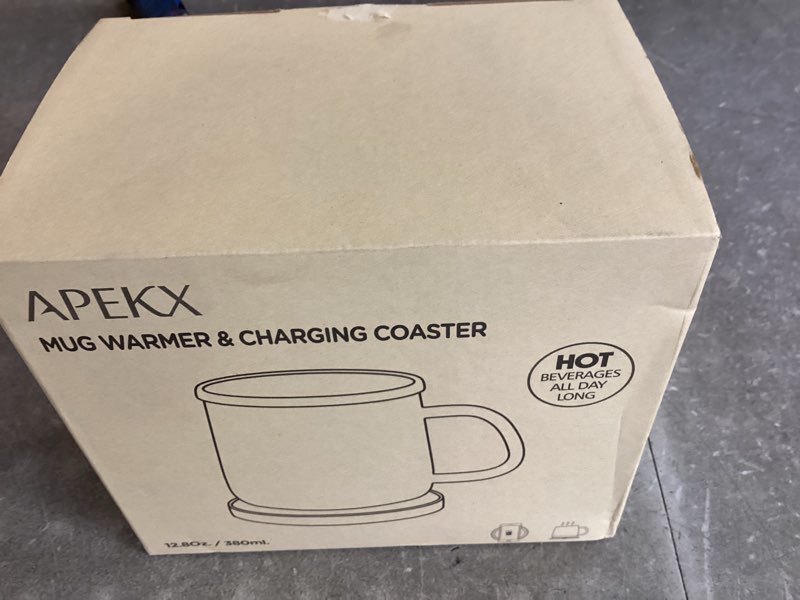 APEKX
MUG WARMER & CHARGING COASTER
HOT
BEVERAGES
ALL DAY
LONG
12.8Oz. / 380ml.